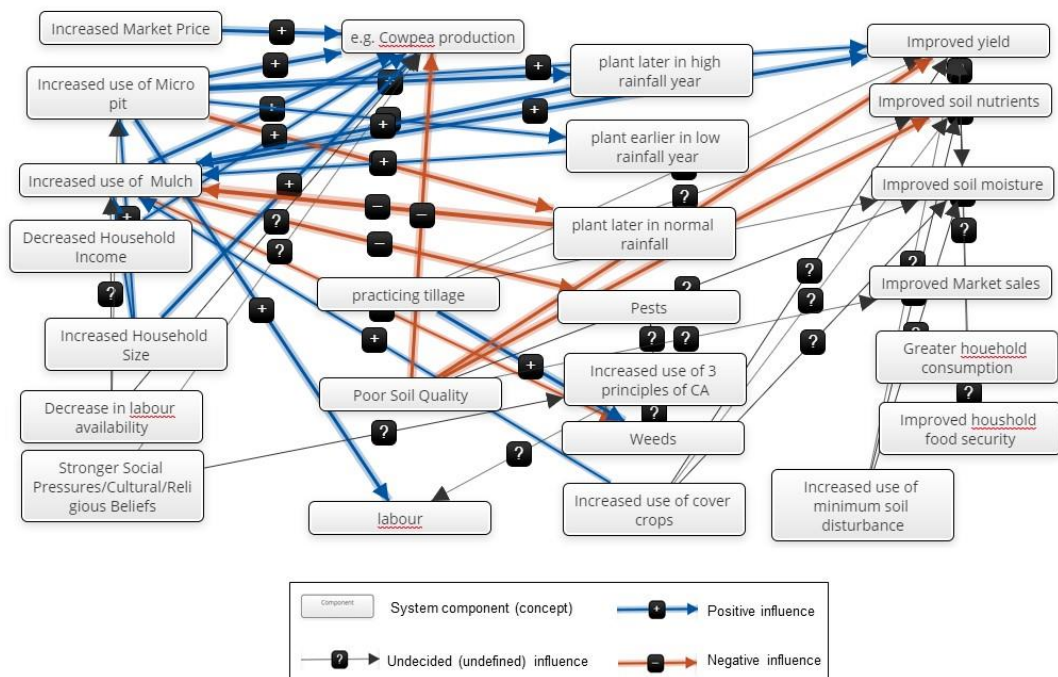 Increased Market Price
e.g. Cowpea production
Improved yield
Increased use of Micro
pit
plant later in high
rainfall year
Improved soil nutrients
plant earlier in low
rainfall year
Increased use of Mulch
Improved soil moisture
Decreased Household
Income
plant later in normal
rainfall
practicing tillage
Pests
Improved Market sales
Increased Household
Size
Greater houehold
consumption
Poor Soil Quality
Increased use of 3
principles of CA
Decrease in labour
availability
Weeds
Improved houshold
food security
Stronger Social
Pressures/Cultural/Reli
gious Beliefs
labour
Increased use of cover
crops
Increased use of
minimum soil
disturbance
Component
System component (concept)
+ Positive influence
? Undecided (undefined) influence
− Negative influence